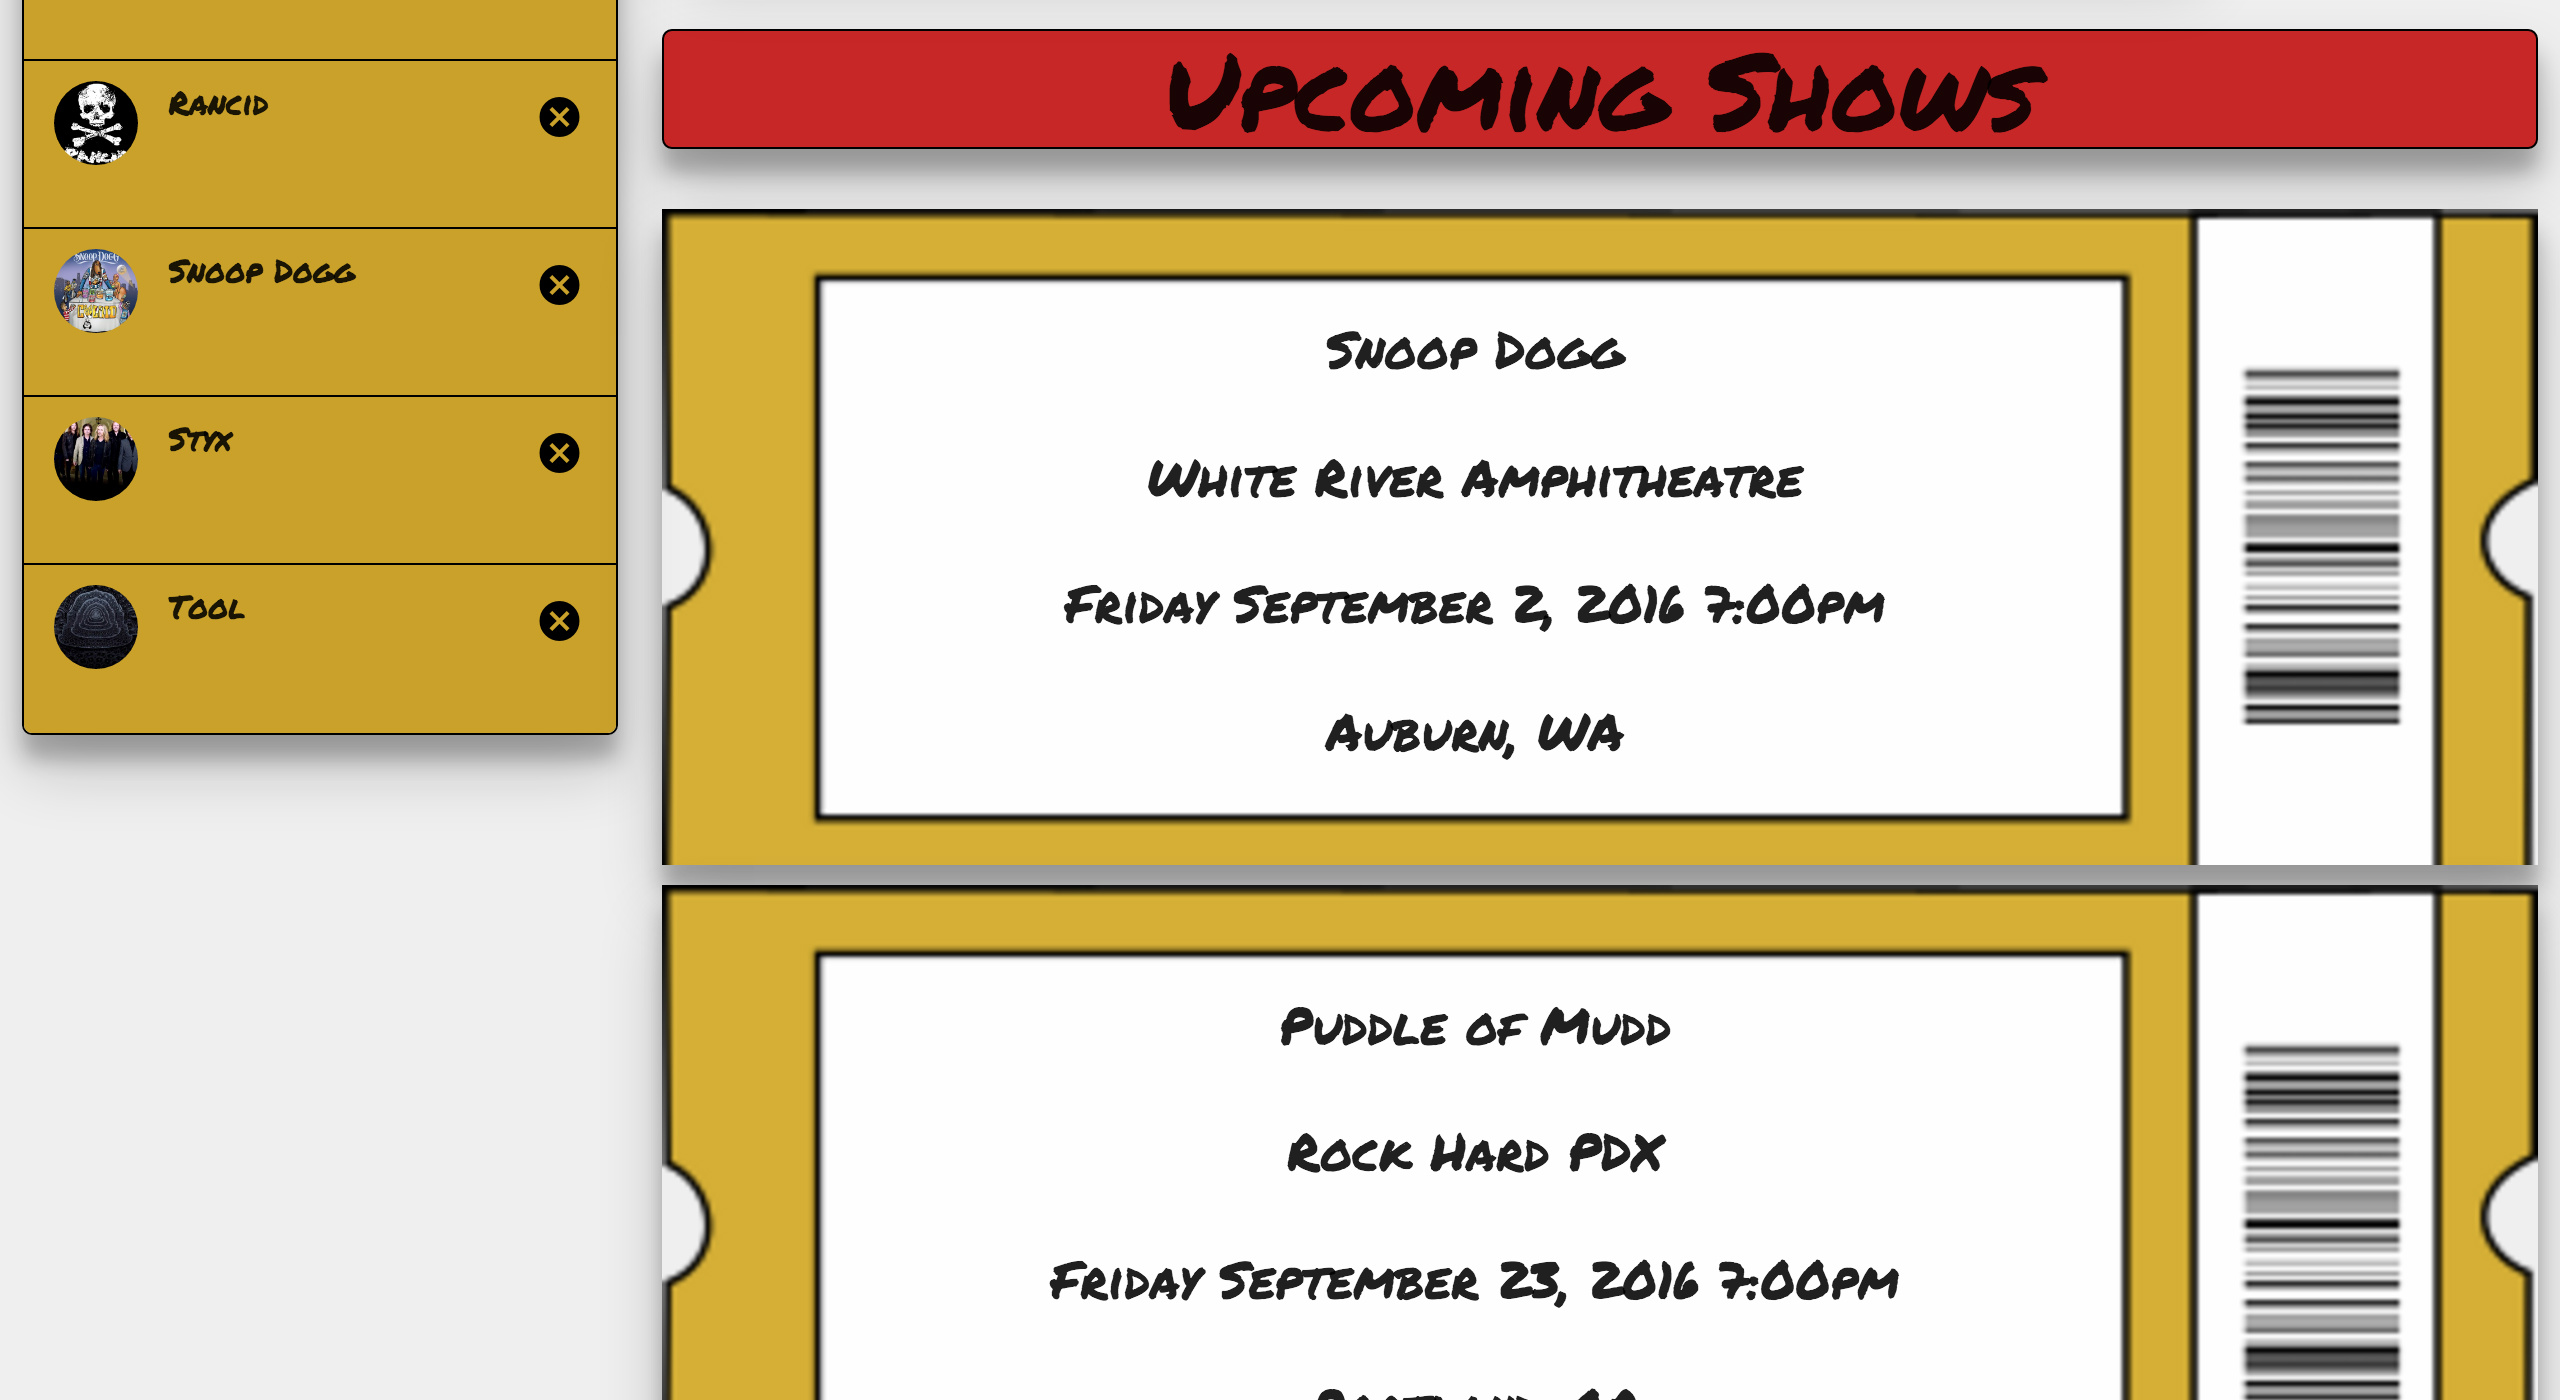 Rancid
Snoop Dogg
Styx
Tool
Upcoming Shows
Snoop Dogg
White River Amphitheatre
Friday September 2, 2016 7:00pm
Auburn, WA
Puddle of Mudd
Rock Hard PDX
Friday September 23, 2016 7:00pm